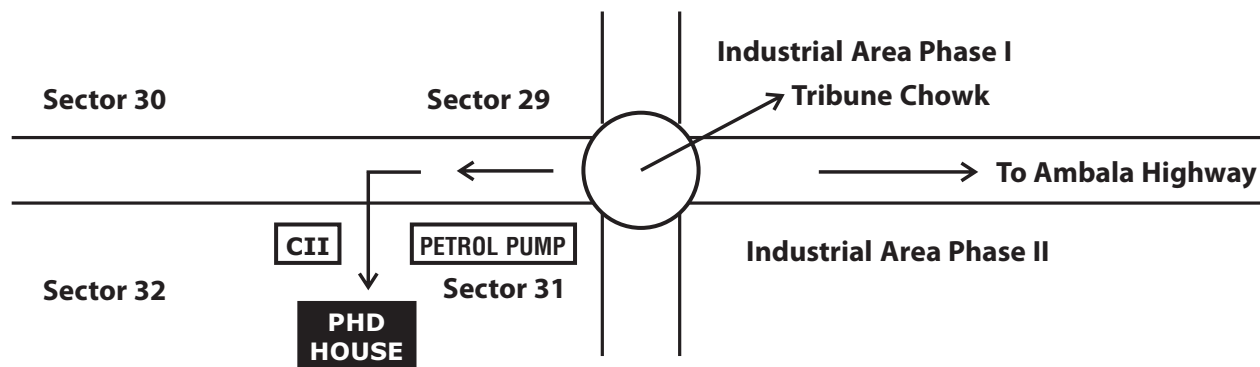 Industrial Area Phase I
Sector 30
Sector 29
Tribune Chowk
To Ambala Highway
CII
PETROL PUMP
Industrial Area Phase II
Sector 32
Sector 31
PHD
HOUSE